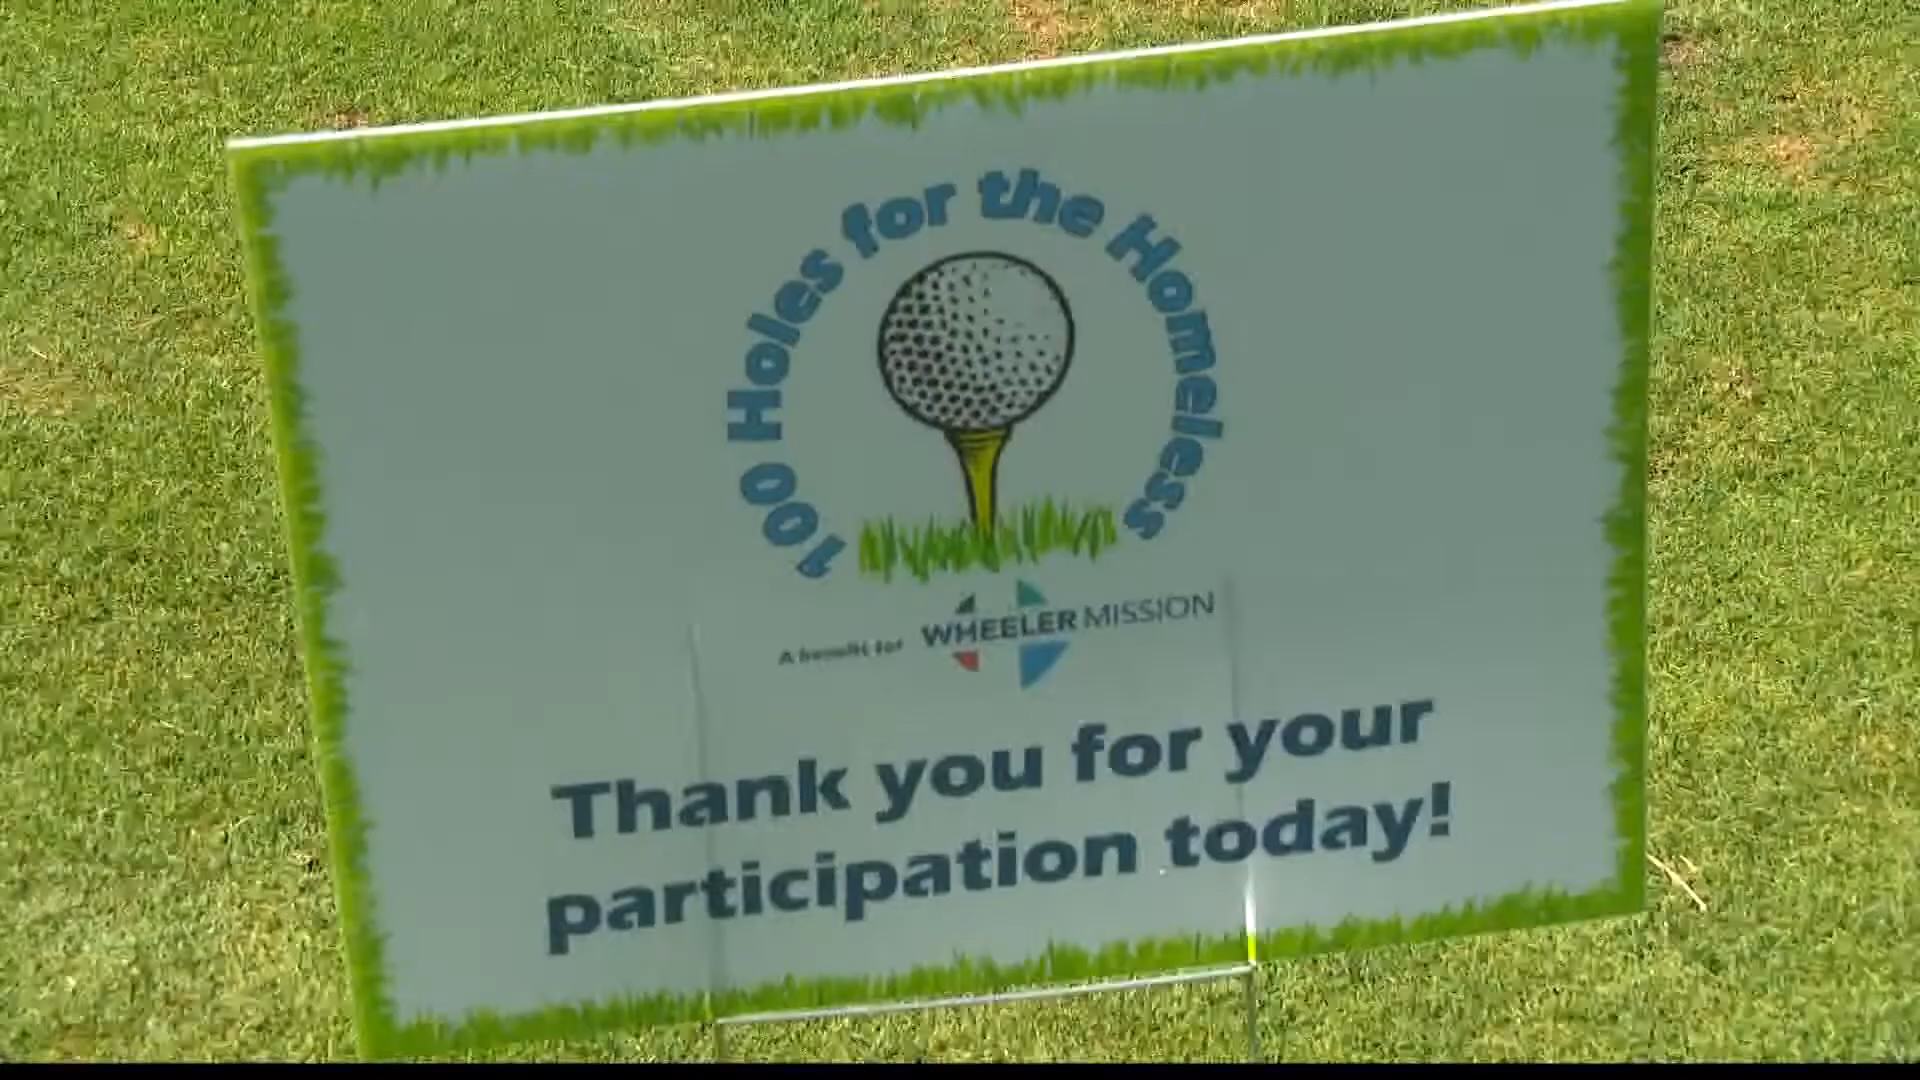 100 Holes for the Homeless
A benefit for WHEELER MISSION
Thank you for your
participation today!